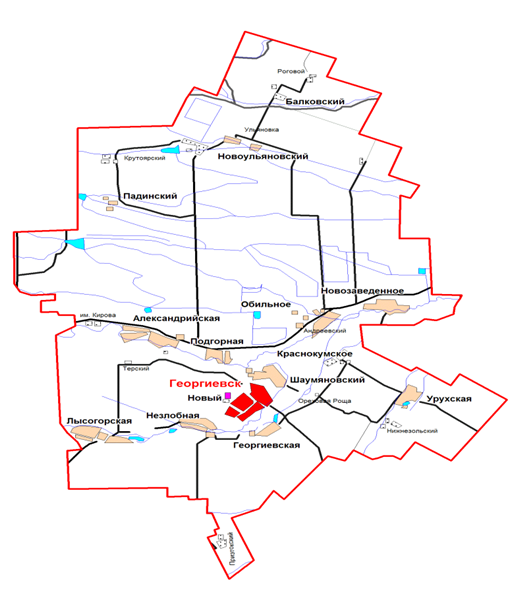 Роговой
Балковский
Ульяновка
Новоульяновский
Крутоярский
Падинский
Новозаведенное
Обильное
им. Кирова
Александрийская
Андреевский
Подгорная
Краснокумское
Терский
Георгиевск
Шаумяновский
Новый
Ореховая Роща
Урухская
Незлобная
Лысогорская
Нижнезольский
Георгиевская
Приэтокский